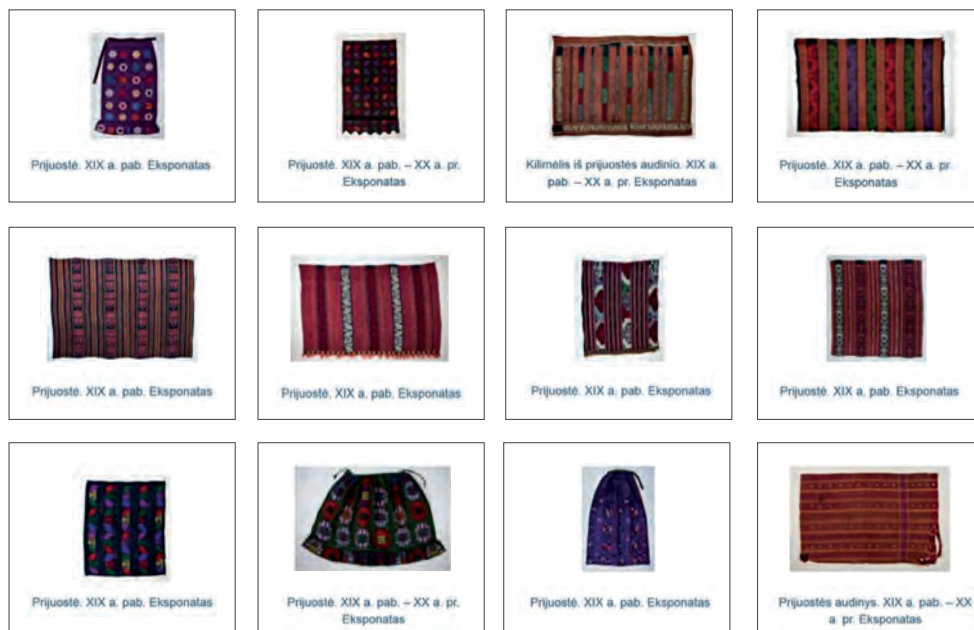 Prijuostė. XIX a. pab. Eksponatas
Prijuostė. XIX a. pab. – XX a. pr.
Eksponatas
Kilimėlis iš prijuostės audinio. XIX a.
pab. – XX a. pr. Eksponatas
Prijuostė. XIX a. pab. – XX a. pr.
Eksponatas
Prijuostė. XIX a. pab. Eksponatas
Prijuostė. XIX a. pab. Eksponatas
Prijuostė. XIX a. pab. Eksponatas
Prijuostė. XIX a. pab. Eksponatas
Prijuostė. XIX a. pab. Eksponatas
Prijuostė. XIX a. pab. – XX a. pr.
Eksponatas
Prijuostė. XIX a. pab. Eksponatas
Prijuostės audinys. XIX a. pab. – XX
a. pr. Eksponatas